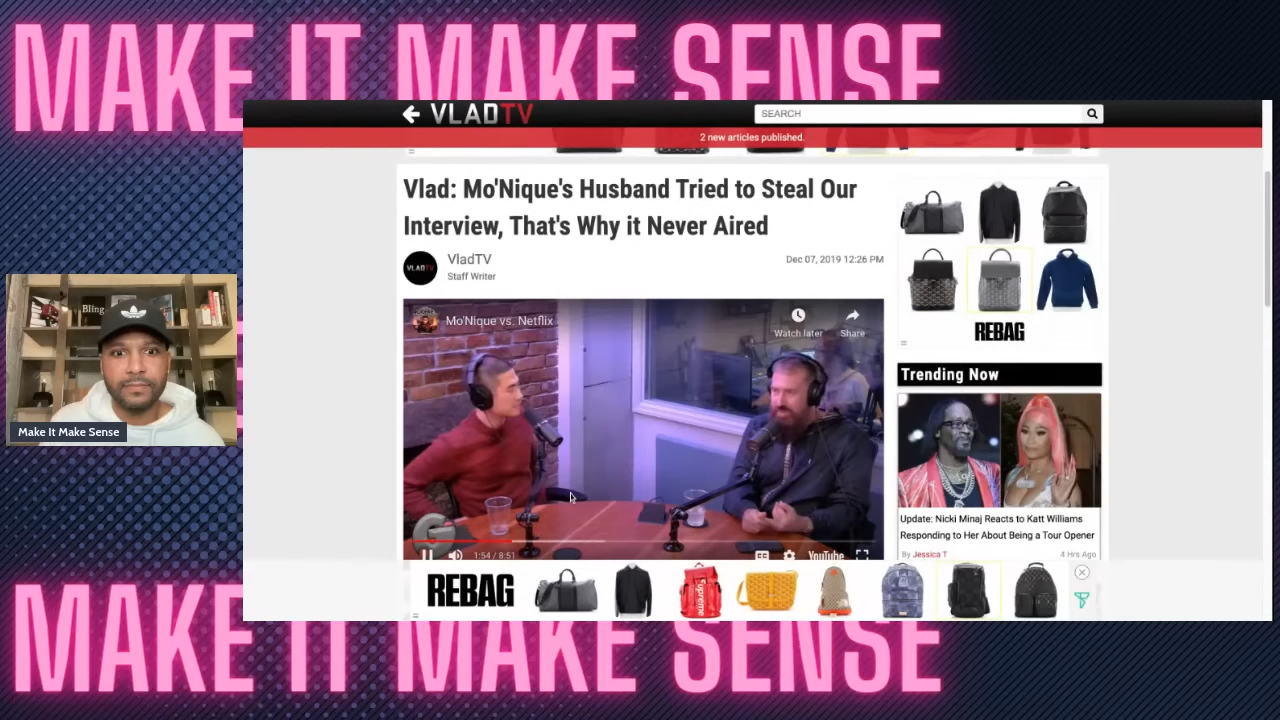 MAKE IT MAKE SENSE
VLADTV
SEARCH
2 new articles published.
Vlad: Mo'Nique's Husband Tried to Steal Our
Interview, That's Why it Never Aired
VLADTV
VladTV
Staff Writer
Dec 07, 2019 12:26 PM
Mo'Nique vs. Netflix
Watch later
Share
1:54 / 8:51
CC
YouTube
REBAG
Trending Now
Update: Nicki Minaj Reacts to Katt Williams
Responding to Her About Being a Tour Opener
By Jessica T
4 Hrs Ago
Bling
Make It Make Sense
REBAG
Supreme
MAKE IT MAKE SENSE